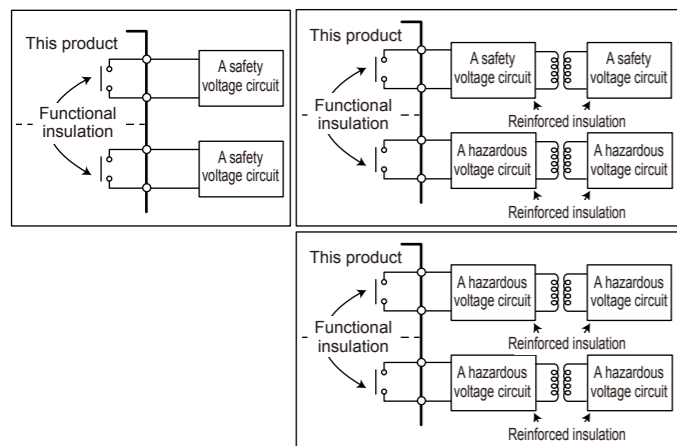 This product
A safety
voltage circuit
Functional
insulation
A safety
voltage circuit
This product
A safety
voltage circuit
A safety
voltage circuit
Functional
insulation
Reinforced insulation
A hazardous
voltage circuit
A hazardous
voltage circuit
Reinforced insulation
This product
A hazardous
voltage circuit
A hazardous
voltage circuit
Functional
insulation
Reinforced insulation
A hazardous
voltage circuit
A hazardous
voltage circuit
Reinforced insulation